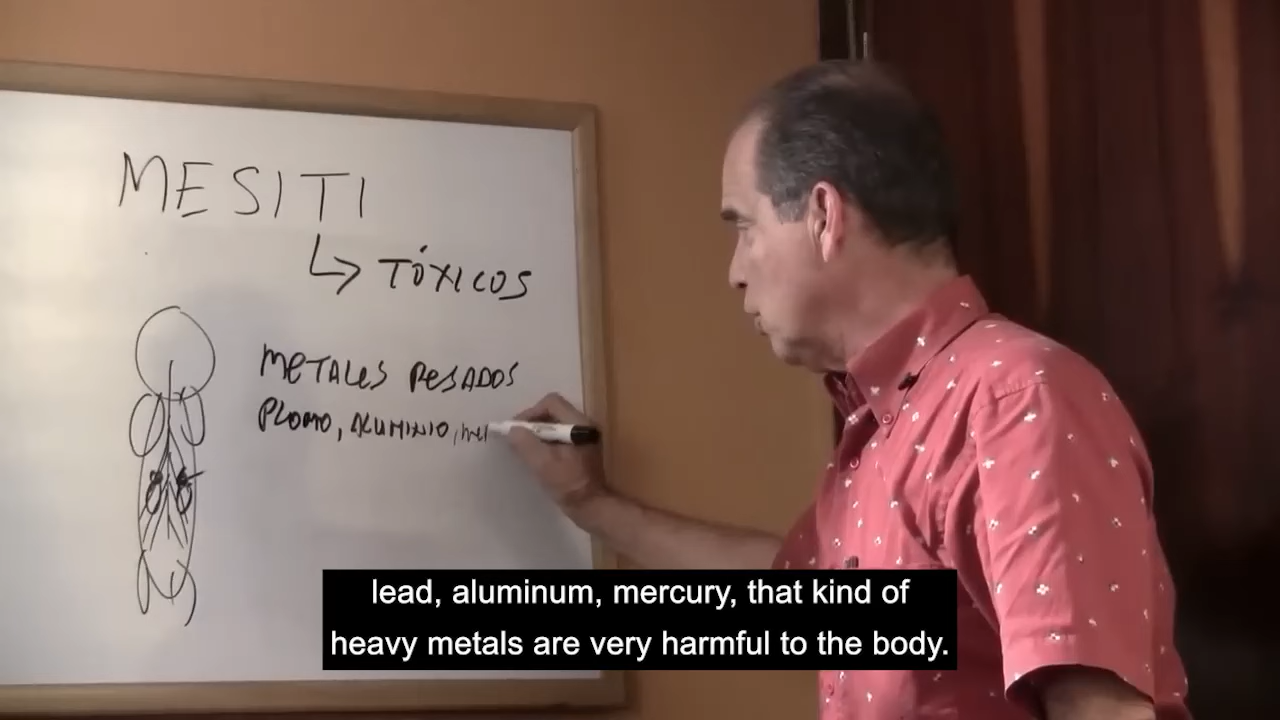 MESITI
↳ TÓXICOS
METALES PESADOS
PLOMO, ALUMINIO, mer
lead, aluminum, mercury, that kind of
heavy metals are very harmful to the body.